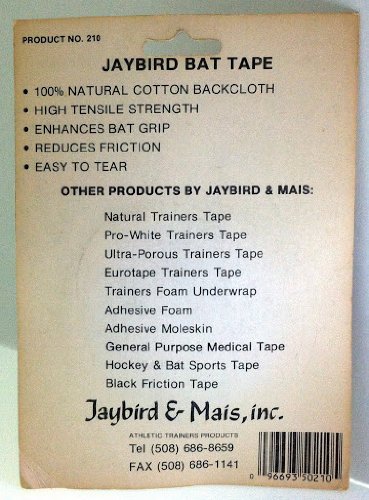 PRODUCT NO. 210
JAYBIRD BAT TAPE
• 100% NATURAL COTTON BACKCLOTH
• HIGH TENSILE STRENGTH
• ENHANCES BAT GRIP
• REDUCES FRICTION
• EASY TO TEAR
OTHER PRODUCTS BY JAYBIRD & MAIS:
Natural Trainers Tape
Pro-White Trainers Tape
Ultra-Porous Trainers Tape
Eurotape Trainers Tape
Trainers Foam Underwrap
Adhesive Foam
Adhesive Moleskin
General Purpose Medical Tape
Hockey & Bat Sports Tape
Black Friction Tape
Jaybird & Mais, inc.
ATHLETIC TRAINERS PRODUCTS
Tel (508) 686-8659
FAX (508) 686-1141
0 96693 50210